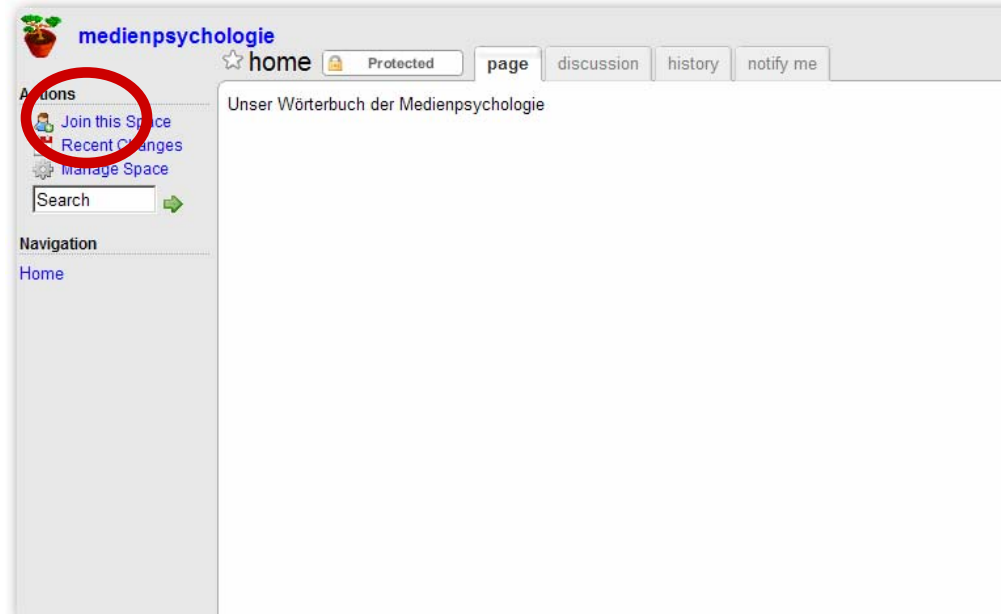 medienpsychologie
home Protected page discussion history notify me
Actions
Join this Space
Recent Changes
Manage Space
Search
Navigation
Home
Unser Wörterbuch der Medienpsychologie